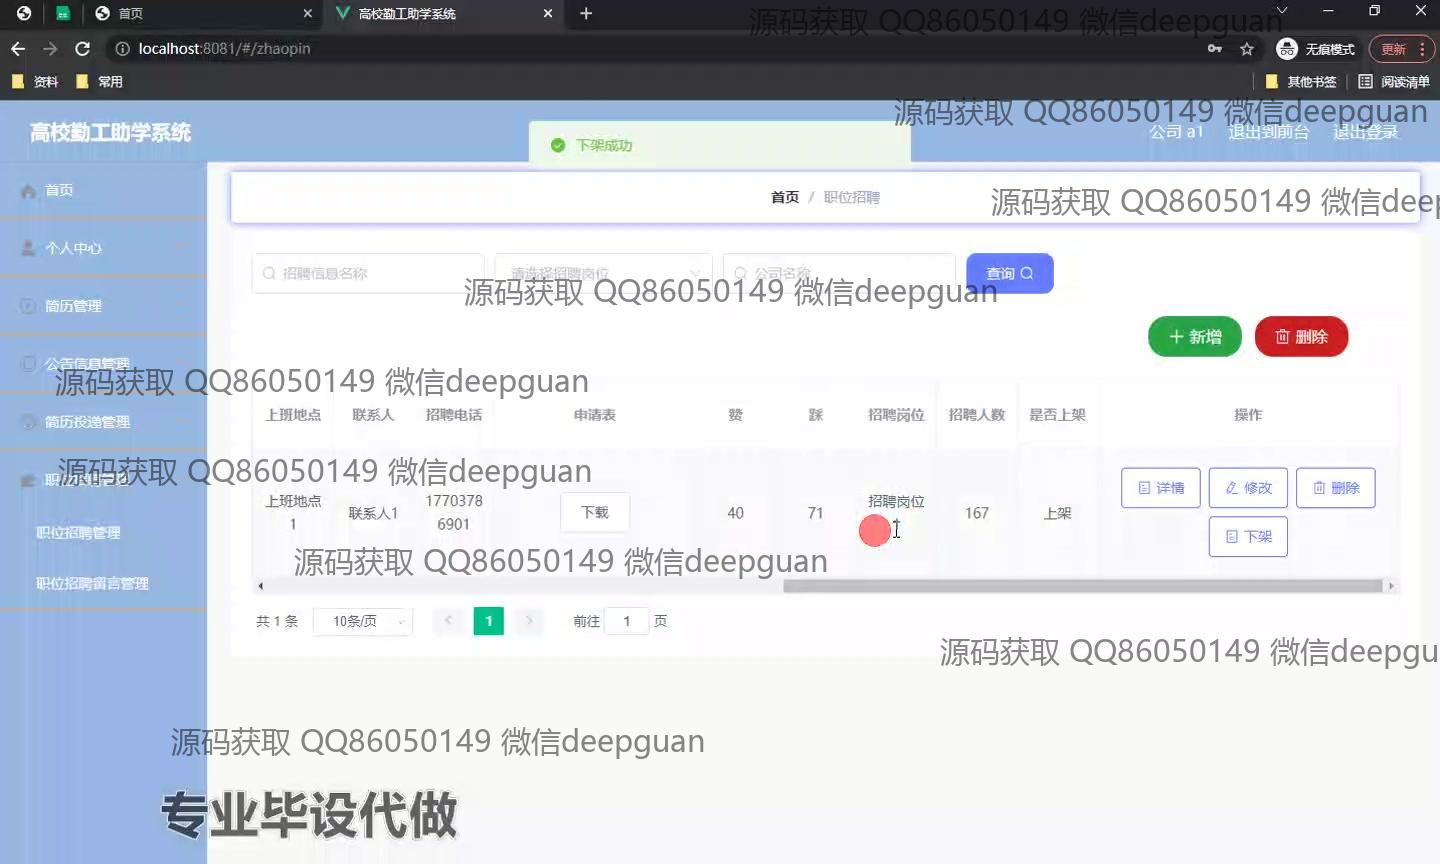 首页
高校勤工助学系统
源码获取 QQ86050149 微信deepguan
localhost:8081/#/zhaopin
无痕模式
更新
资料
常用
其他书签
阅读清单
源码获取 QQ86050149 微信deepguan
高校勤工助学系统
下架成功
公司 a1
退出到前台
退出登录
首页
首页 / 职位招聘
源码获取 QQ86050149 微信deep
个人中心
招聘信息名称
请选择招聘岗位
公司名称
查询
源码获取 QQ86050149 微信deepguan
简历管理
新增
删除
公告信息管理
源码获取 QQ86050149 微信deepguan
上班地点 联系人 招聘电话 申请表 赞 踩 招聘岗位 招聘人数 是否上架 操作
简历投递管理
源码获取 QQ86050149 微信deepguan
上班地点1
联系人1
17703786901
下载
40
71
招聘岗位
167
上架
详情
修改
删除
下架
职位招聘管理
源码获取 QQ86050149 微信deepguan
职位招聘留言管理
共 1 条
10条/页
1
前往 1 页
源码获取 QQ86050149 微信deepgu
源码获取 QQ86050149 微信deepguan
专业毕设代做